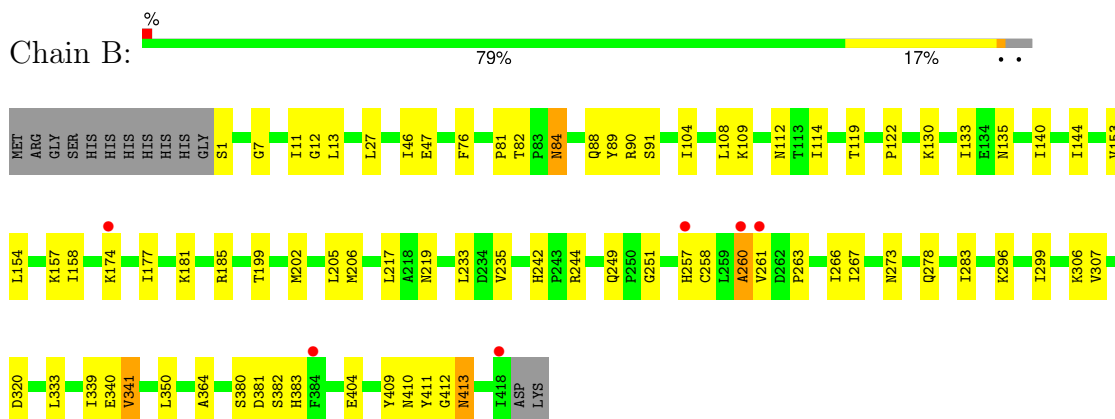 %
Chain B:
79% 17% • •
MET ARG GLY SER HIS HIS HIS HIS HIS HIS GLY S1 G7 I11 G12 L13 L27 I46 E47 F76 P81 T82 P83 N84 Q88 Y89 R90 S91 I104 L108 K109 N112 T113 I114 T119 P122 K130 I133 E134 N135 I140 I144 V153
L154 K157 I158 K174 I177 K181 R185 T199 M202 L205 M206 L217 A218 N219 L233 D234 V235 H242 P243 R244 Q249 P250 G251 H257 C258 L259 A260 V261 D262 P263 I266 I267 N273 Q278 I283 K296 I299 K306 V307
D320 L333 I339 E340 V341 L350 A364 S380 D381 S382 H383 F384 E404 Y409 N410 Y411 G412 N413 I418 ASP LYS